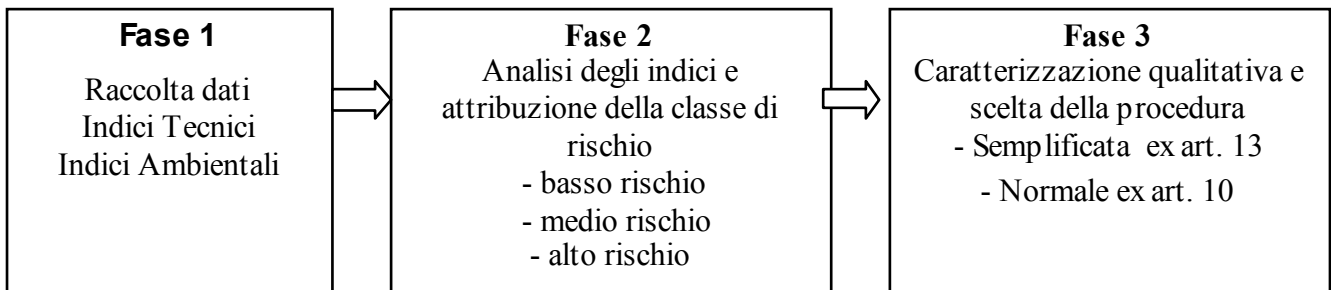 Fase 1
Raccolta dati
Indici Tecnici
Indici Ambientali
Fase 2
Analisi degli indici e
attribuzione della classe di
rischio
- basso rischio
- medio rischio
- alto rischio
Fase 3
Caratterizzazione qualitativa e
scelta della procedura
- Semplificata ex art. 13
- Normale ex art. 10